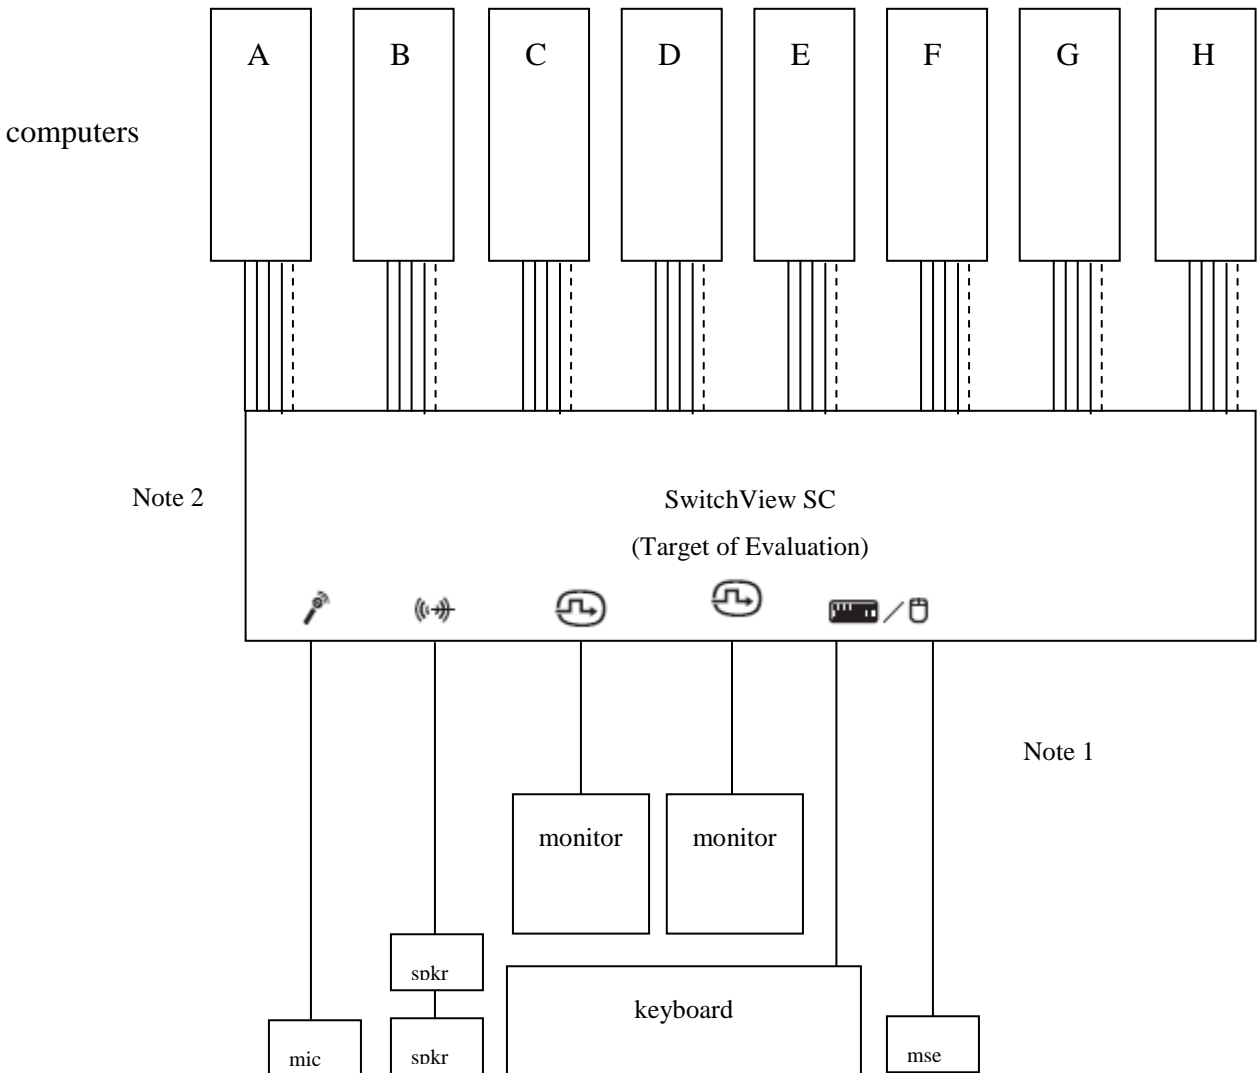 A B C D E F G H
computers
Note 2
SwitchView SC
(Target of Evaluation)
Note 1
monitor monitor
spkr
keyboard
mic spkr mse